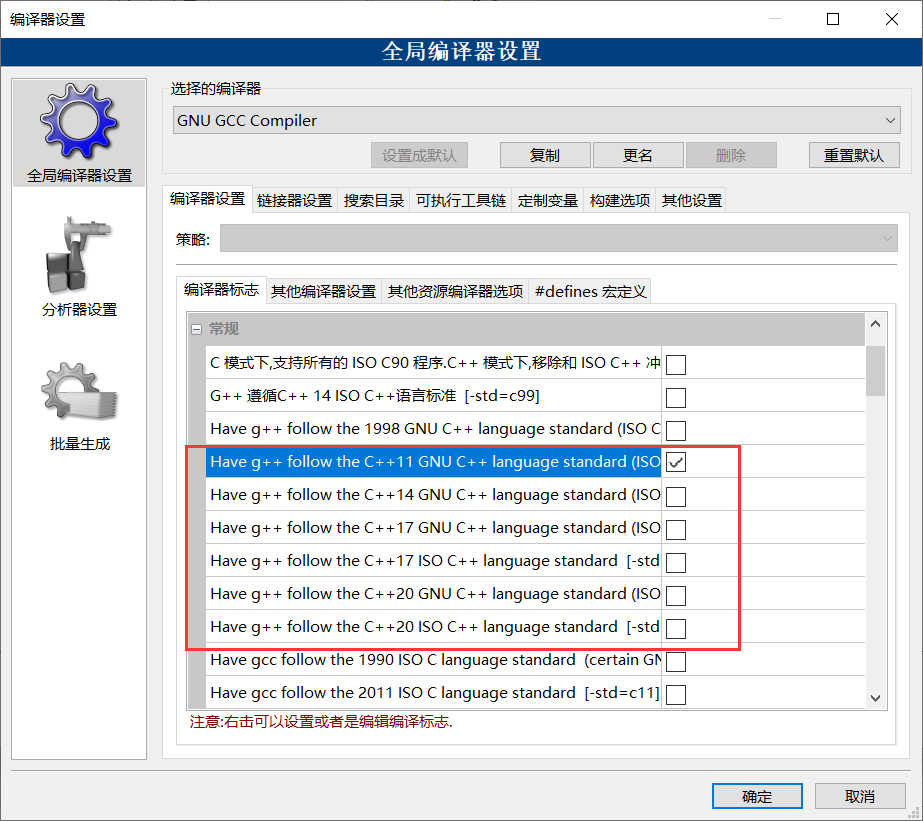 编译器设置
全局编译器设置
全局编译器设置
分析器设置
批量生成
选择的编译器
GNU GCC Compiler
设置成默认 复制 更名 删除 重置默认
编译器设置 链接器设置 搜索目录 可执行工具链 定制变量 构建选项 其他设置
策略:
编译器标志 其他编译器设置 其他资源编译器选项 #defines 宏定义
常规
C 模式下,支持所有的 ISO C90 程序.C++ 模式下,移除和 ISO C++ 冲
G++ 遵循C++ 14 ISO C++语言标准 [-std=c99]
Have g++ follow the 1998 GNU C++ language standard (ISO C
Have g++ follow the C++11 GNU C++ language standard (ISO
Have g++ follow the C++14 GNU C++ language standard (ISO
Have g++ follow the C++17 GNU C++ language standard (ISO
Have g++ follow the C++17 ISO C++ language standard [-std
Have g++ follow the C++20 GNU C++ language standard (ISO
Have g++ follow the C++20 ISO C++ language standard [-std
Have gcc follow the 1990 ISO C language standard (certain GN
Have gcc follow the 2011 ISO C language standard [-std=c11]
注意:右击可以设置或者是编辑编译标志.
确定 取消